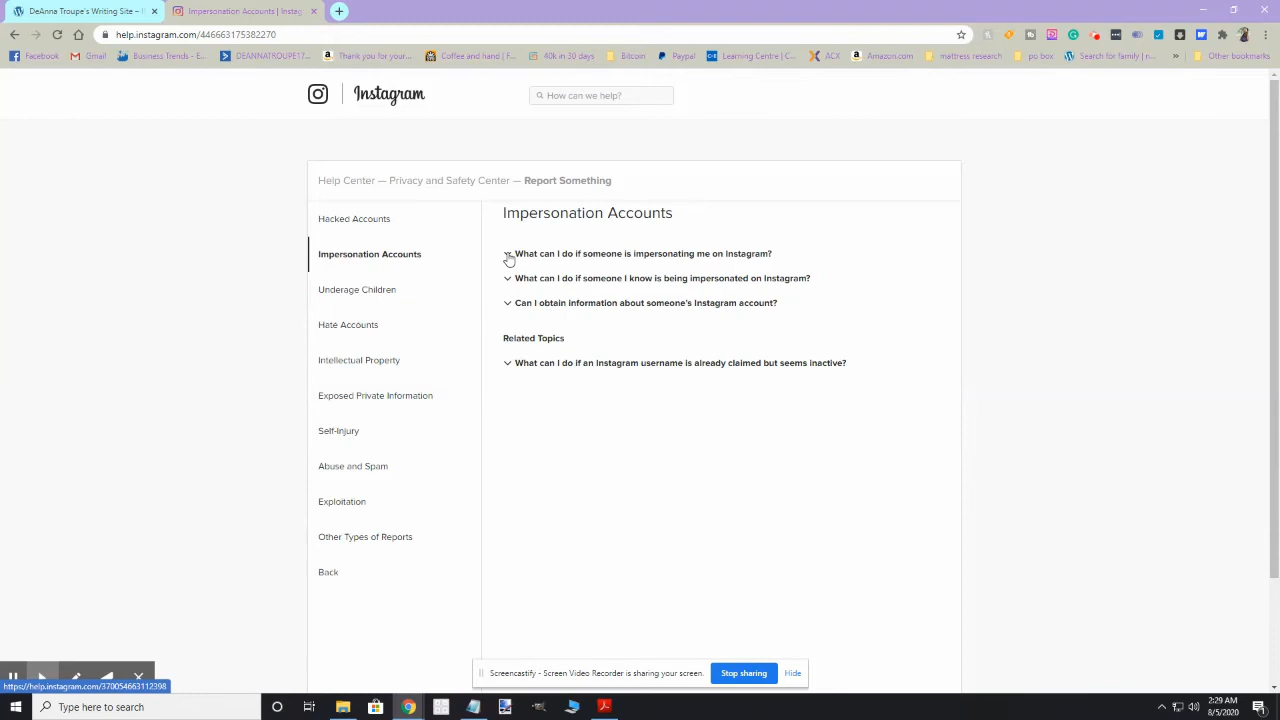 DeAnna Troupe's Writing Site – I
Impersonation Accounts | Instag
help.instagram.com/446663175382270
Facebook
Gmail
Business Trends - E...
DEANNATROUPE17...
Thank you for your...
Coffee and hand | F...
40k in 30 days
Bitcoin
Paypal
Learning Centre | C...
ACX
Amazon.com
mattress research
po box
Search for family | n...
Other bookmarks
Instagram
How can we help?
Help Center — Privacy and Safety Center — Report Something
Hacked Accounts
Impersonation Accounts
Underage Children
Hate Accounts
Intellectual Property
Exposed Private Information
Self-Injury
Abuse and Spam
Exploitation
Other Types of Reports
Back
Impersonation Accounts
What can I do if someone is impersonating me on Instagram?
What can I do if someone I know is being impersonated on Instagram?
Can I obtain information about someone's Instagram account?
Related Topics
What can I do if an Instagram username is already claimed but seems inactive?
Screencastify - Screen Video Recorder is sharing your screen.
Stop sharing
Hide
https://help.instagram.com/370054663112398
Type here to search
2:29 AM
8/5/2020